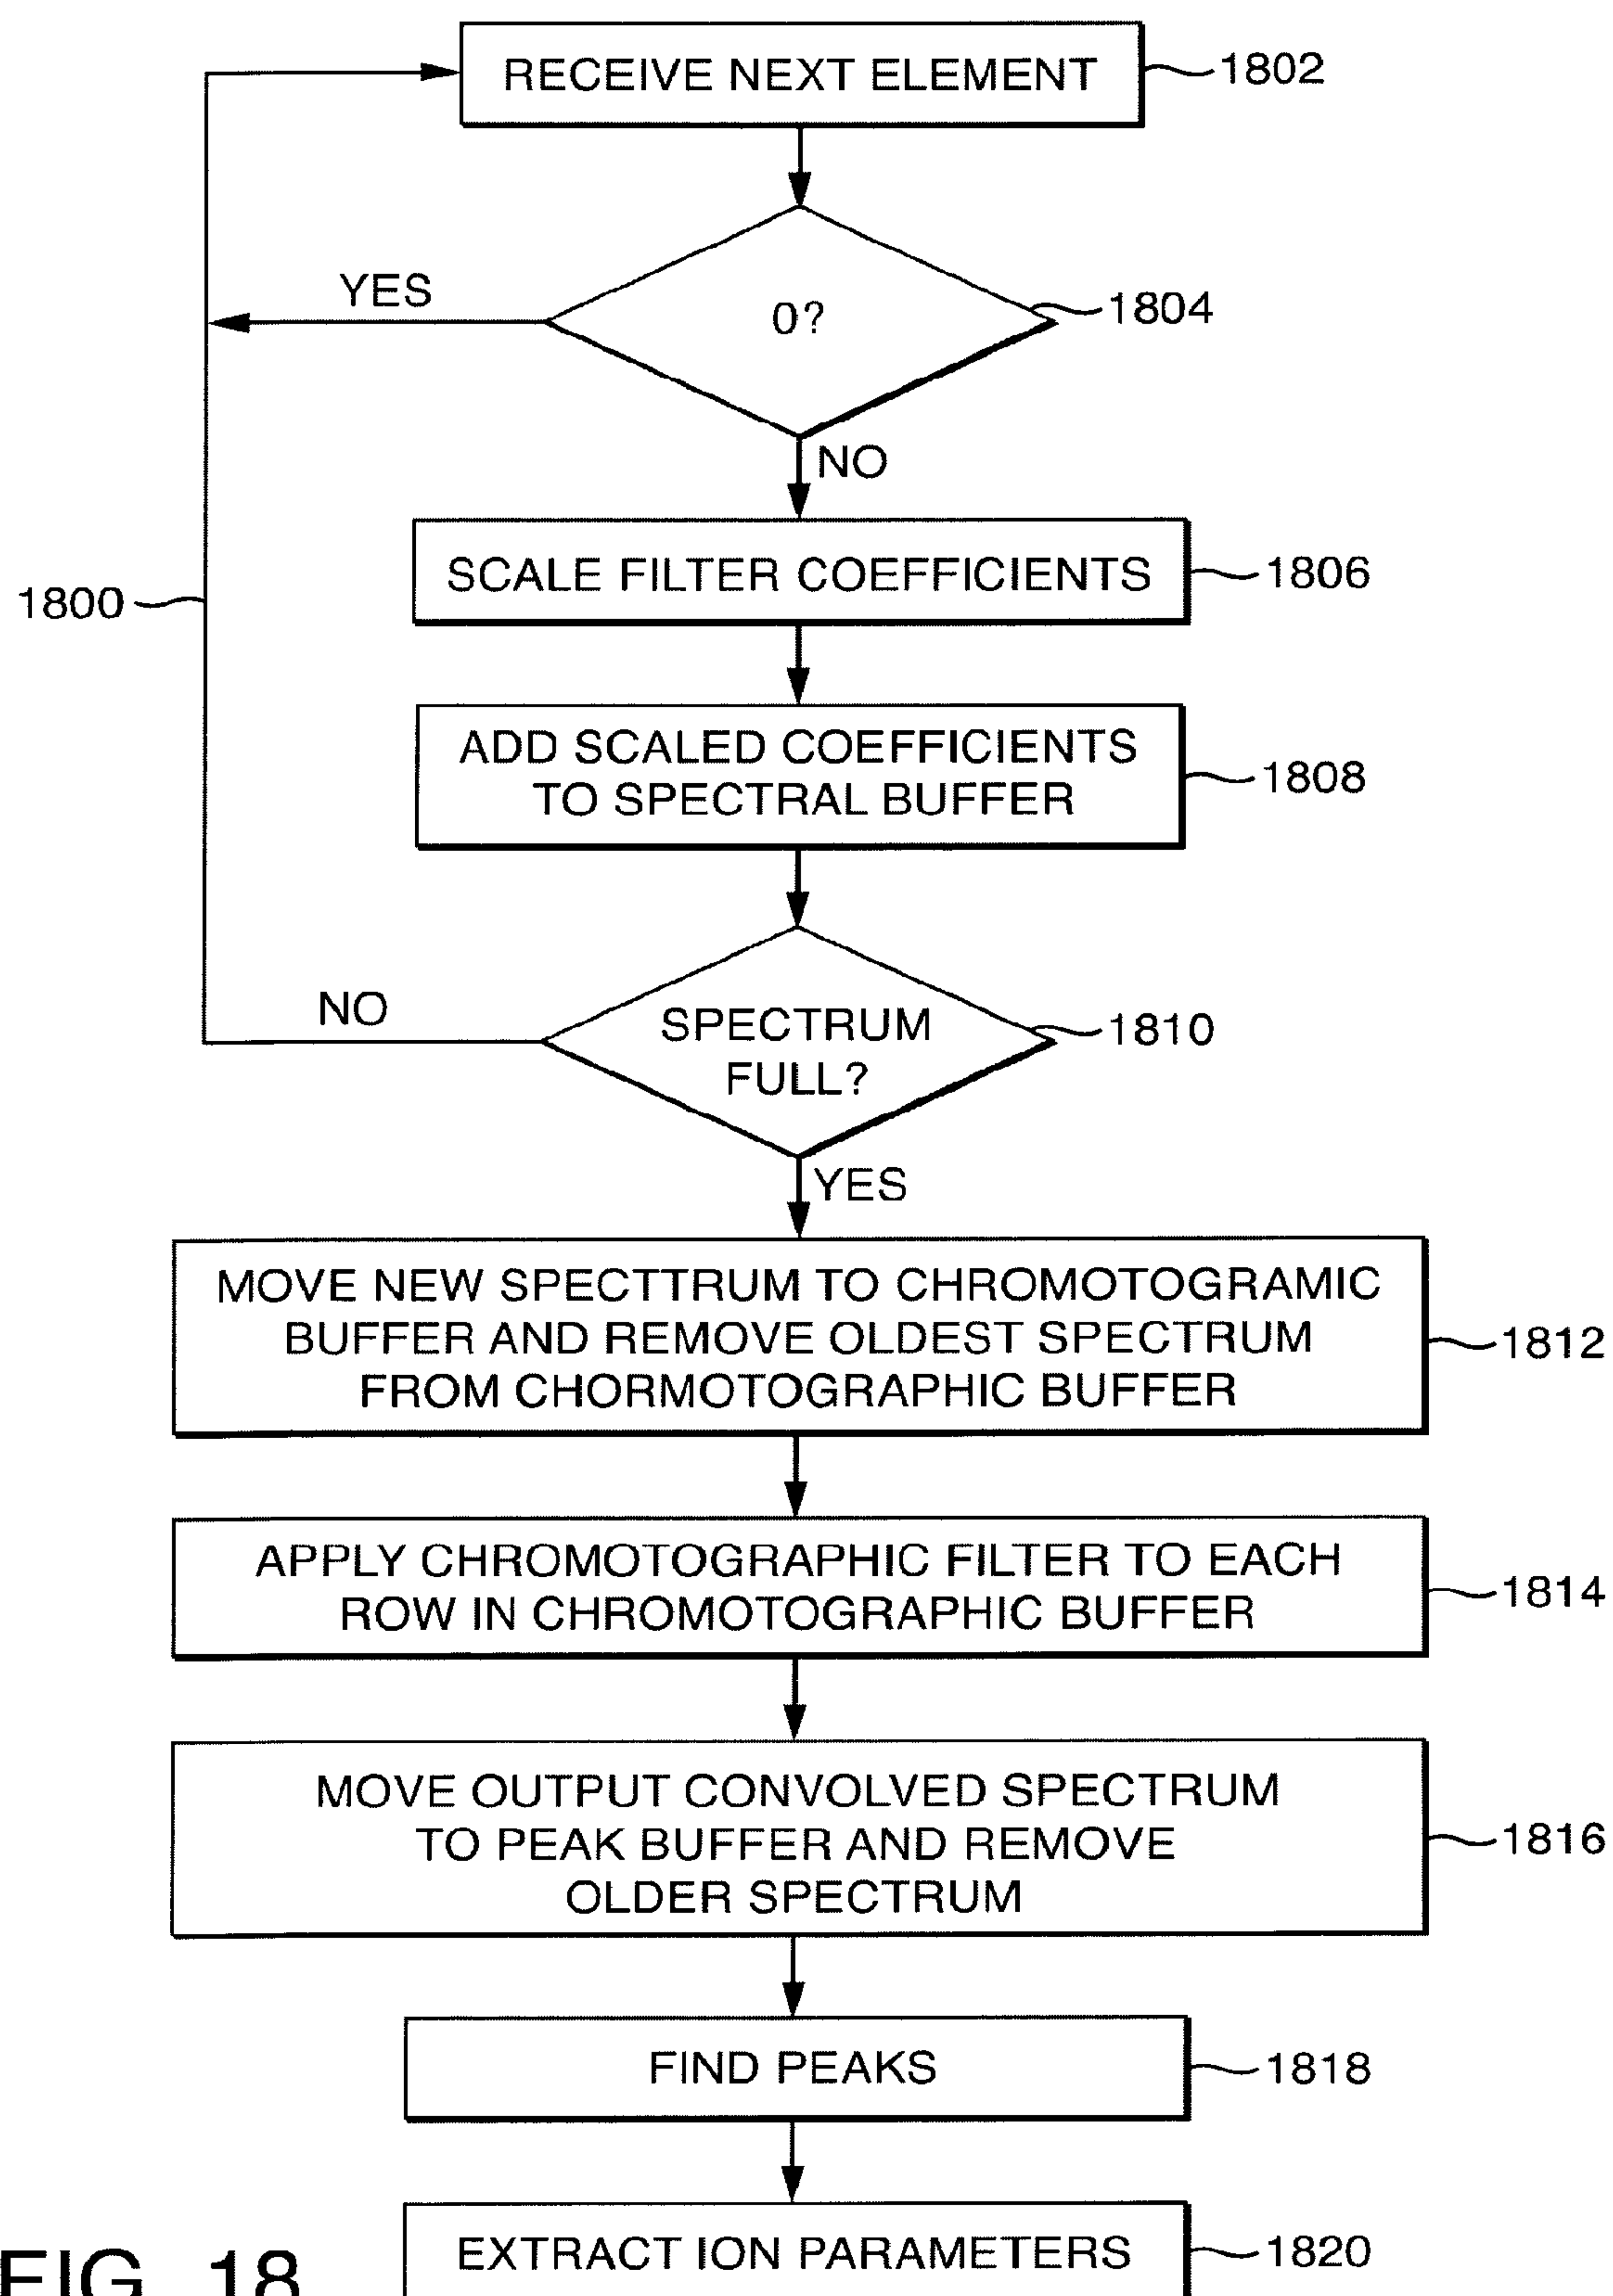 RECEIVE NEXT ELEMENT
1802
YES
0?
1804
NO
1800
SCALE FILTER COEFFICIENTS
1806
ADD SCALED COEFFICIENTS
TO SPECTRAL BUFFER
1808
NO
SPECTRUM
FULL?
1810
YES
MOVE NEW SPECTTRUM TO CHROMOTOGRAMIC
BUFFER AND REMOVE OLDEST SPECTRUM
FROM CHORMOTOGRAPHIC BUFFER
1812
APPLY CHROMOTOGRAPHIC FILTER TO EACH
ROW IN CHROMOTOGRAPHIC BUFFER
1814
MOVE OUTPUT CONVOLVED SPECTRUM
TO PEAK BUFFER AND REMOVE
OLDER SPECTRUM
1816
FIND PEAKS
1818
EXTRACT ION PARAMETERS
1820
FIG. 18